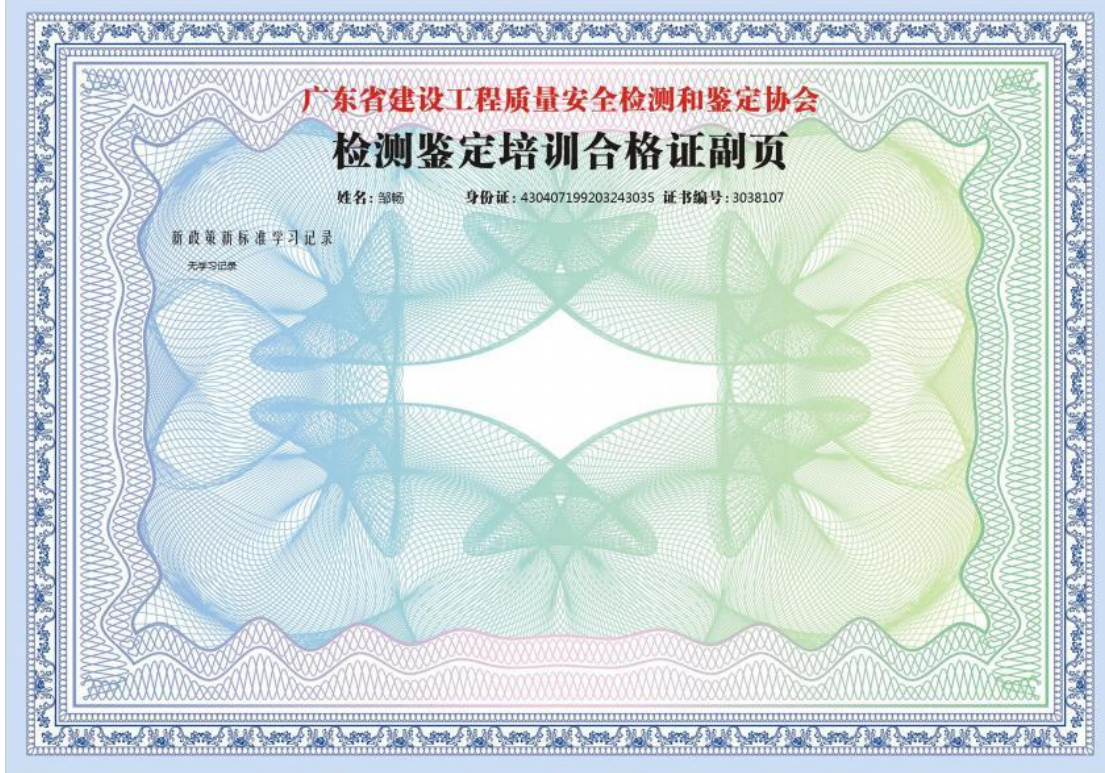 广东省建设工程质量安全检测和鉴定协会
检测鉴定培训合格证副页
姓名: 邹畅 身份证: 430407199203243035 证书编号: 3038107
新政策新标准学习记录
无学习记录